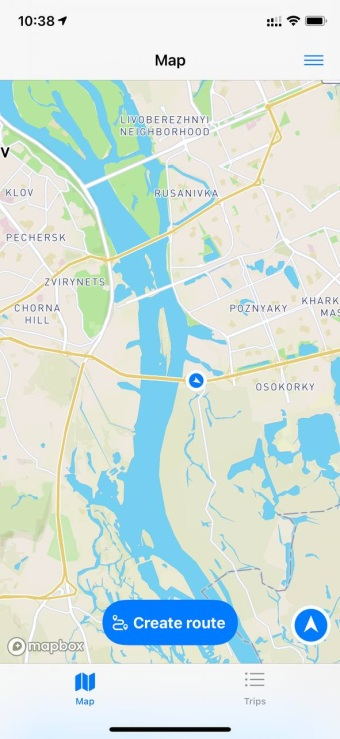 10:38
Map
LIVOBEREZHNYI
NEIGHBORHOOD
V
KLOV
RUSANIVKA
PECHERSK
ZVIRYNETS
CHORNA
HILL
POZNYAKY
KHARK
MAS
OSOKORKY
Create route
mapbox
Map
Trips